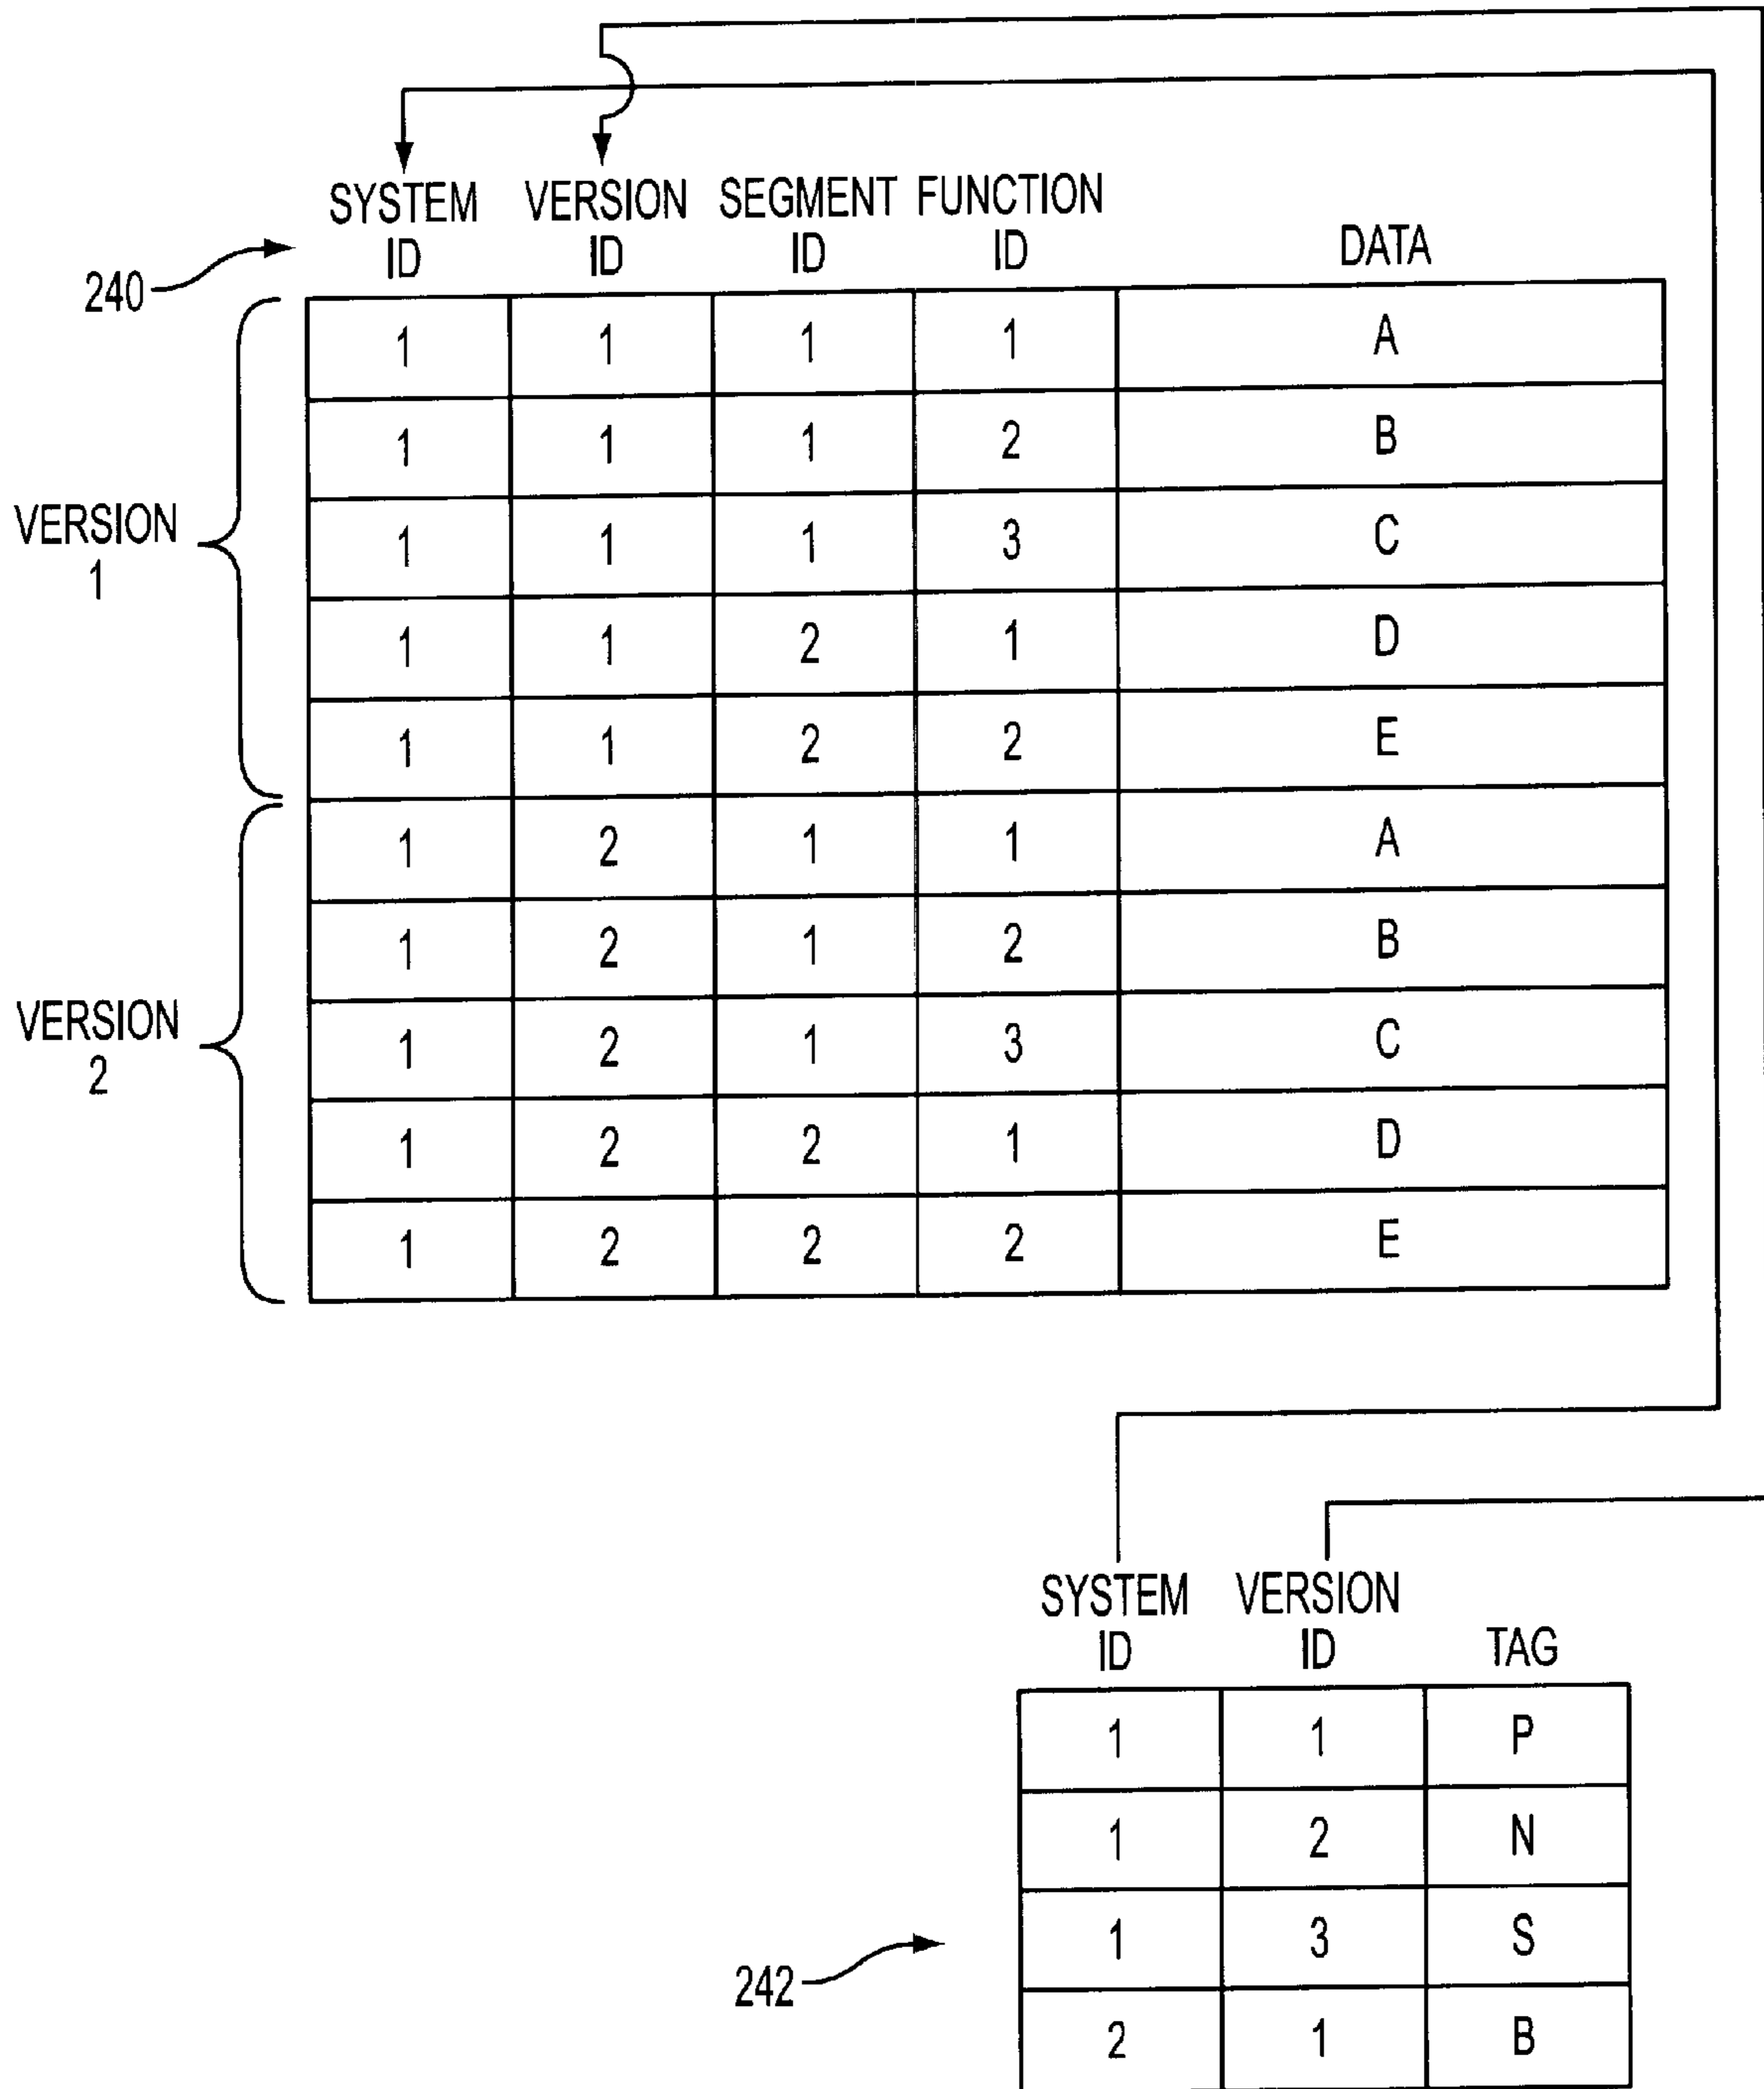 SYSTEM VERSION SEGMENT FUNCTION
ID ID ID ID DATA
240
1 1 1 1 A
1 1 1 2 B
VERSION
1
1 1 1 3 C
1 1 2 1 D
1 1 2 2 E
1 2 1 1 A
1 2 1 2 B
VERSION
2
1 2 1 3 C
1 2 2 1 D
1 2 2 2 E
SYSTEM VERSION
ID ID TAG
1 1 P
1 2 N
242
1 3 S
2 1 B